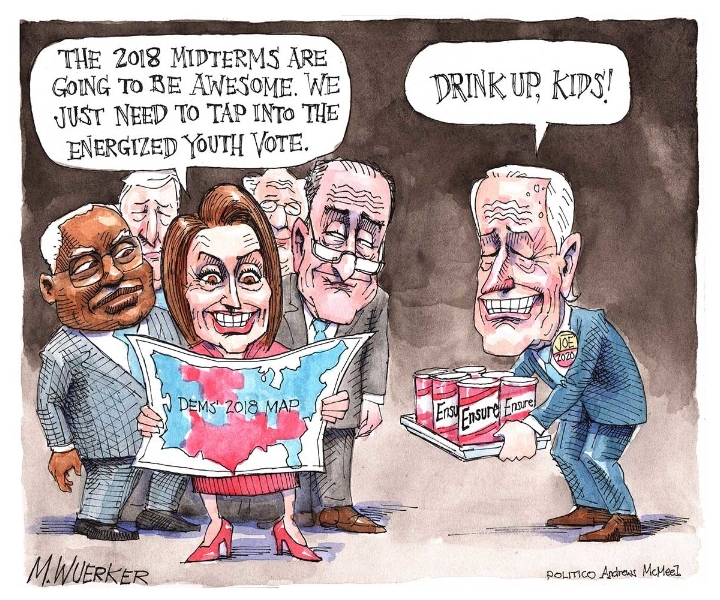 THE 2018 MIDTERMS ARE
GOING TO BE AWESOME. WE
JUST NEED TO TAP INTO THE
ENERGIZED YOUTH VOTE.
DRINK UP, KIDS!
DEMS' 2018 MAP
JOE
2020
Ensu
Ensure
Ensure
M.WUERKER
POLITICO Andrews McMeel